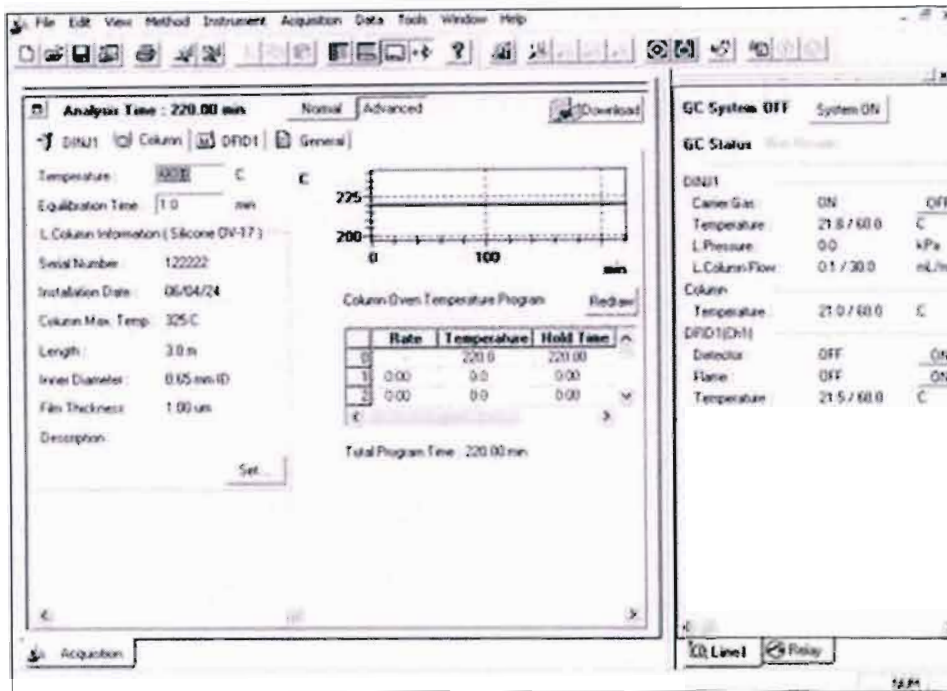 File Edit View Method Instrument Acquisition Data Tools Window Help
Analysis Time : 220.00 min Normal Advanced Download
DINJ1 Column DFID1 General
Temperature : C
Equilibration Time : 1.0 min
L.Column Information ( Silicone OV-17 )
Serial Number : 122222
Installation Date : 06/04/24
Column Max. Temp: 325 C
Length : 3.0 m
Inner Diameter : 0.65 mm ID
Film Thickness: 1.00 um
Description:
Set...
C
225
200
0 100 min
Column Oven Temperature Program Redraw
Rate Temperature Hold Time
0 - 220.0 220.00
1 0.00 0.0 0.00
2 0.00 0.0 0.00
Total Program Time : 220.00 min
Acquisition
GC System OFF System ON
GC Status
DINJ1
Carrier Gas : ON OFF
Temperature : 21.8 / 60.0 C
L.Pressure : 0.0 kPa
L.Column Flow : 0.1 / 30.0 mL/m
Column
Temperature : 21.0 / 60.0 C
DFID1(Ch1)
Detector : OFF ON
Flame : OFF ON
Temperature : 21.5 / 60.0 C
Line1 Relay
NUM